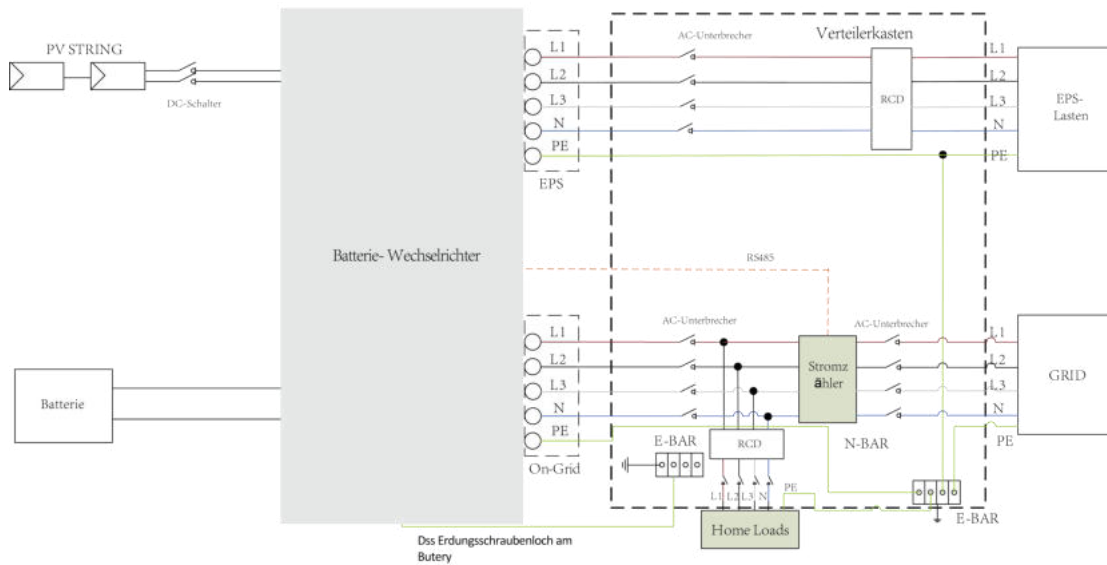 PV STRING
DC-Schalter
Batterie- Wechselrichter
Batterie
L1
L2
L3
N
PE
EPS
AC-Unterbrecher
Verteilerkasten
RCD
L1
L2
L3
N
PE
EPS-
Lasten
RS485
L1
L2
L3
N
PE
On-Grid
AC-Unterbrecher
Stromz
ähler
AC-Unterbrecher
L1
L2
L3
N
PE
GRID
E-BAR
RCD
N-BAR
L1
L2
L3
N
PE
Home Loads
E-BAR
Dss Erdungsschraubenloch am
Butery